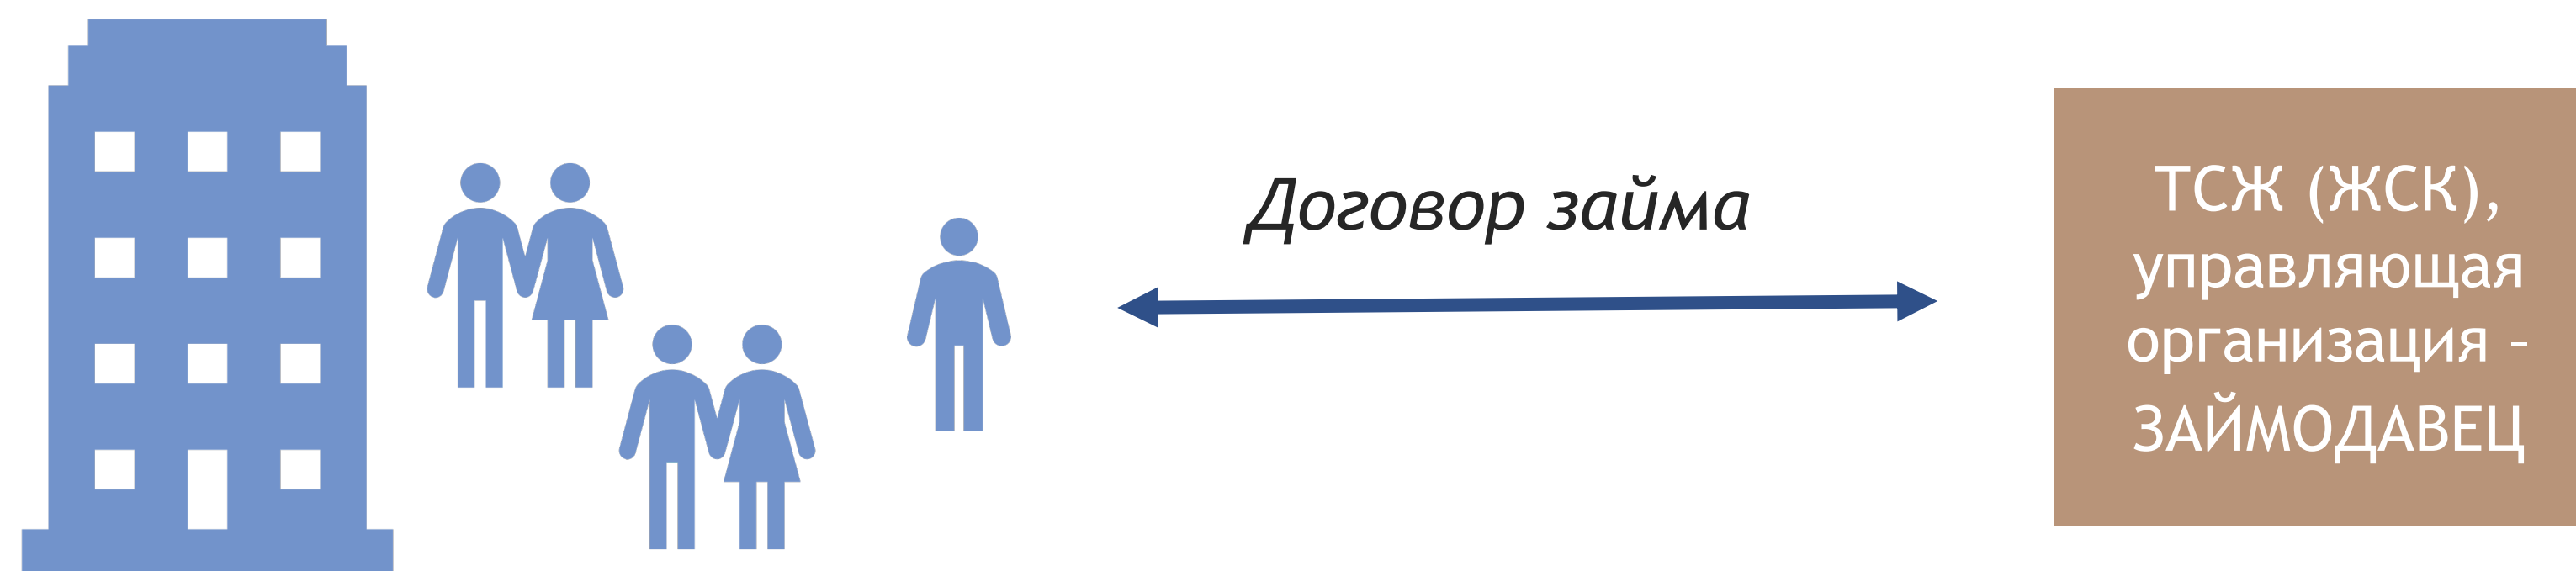 Договор займа
ТСЖ (ЖСК),
управляющая
организация –
ЗАЙМОДАВЕЦ